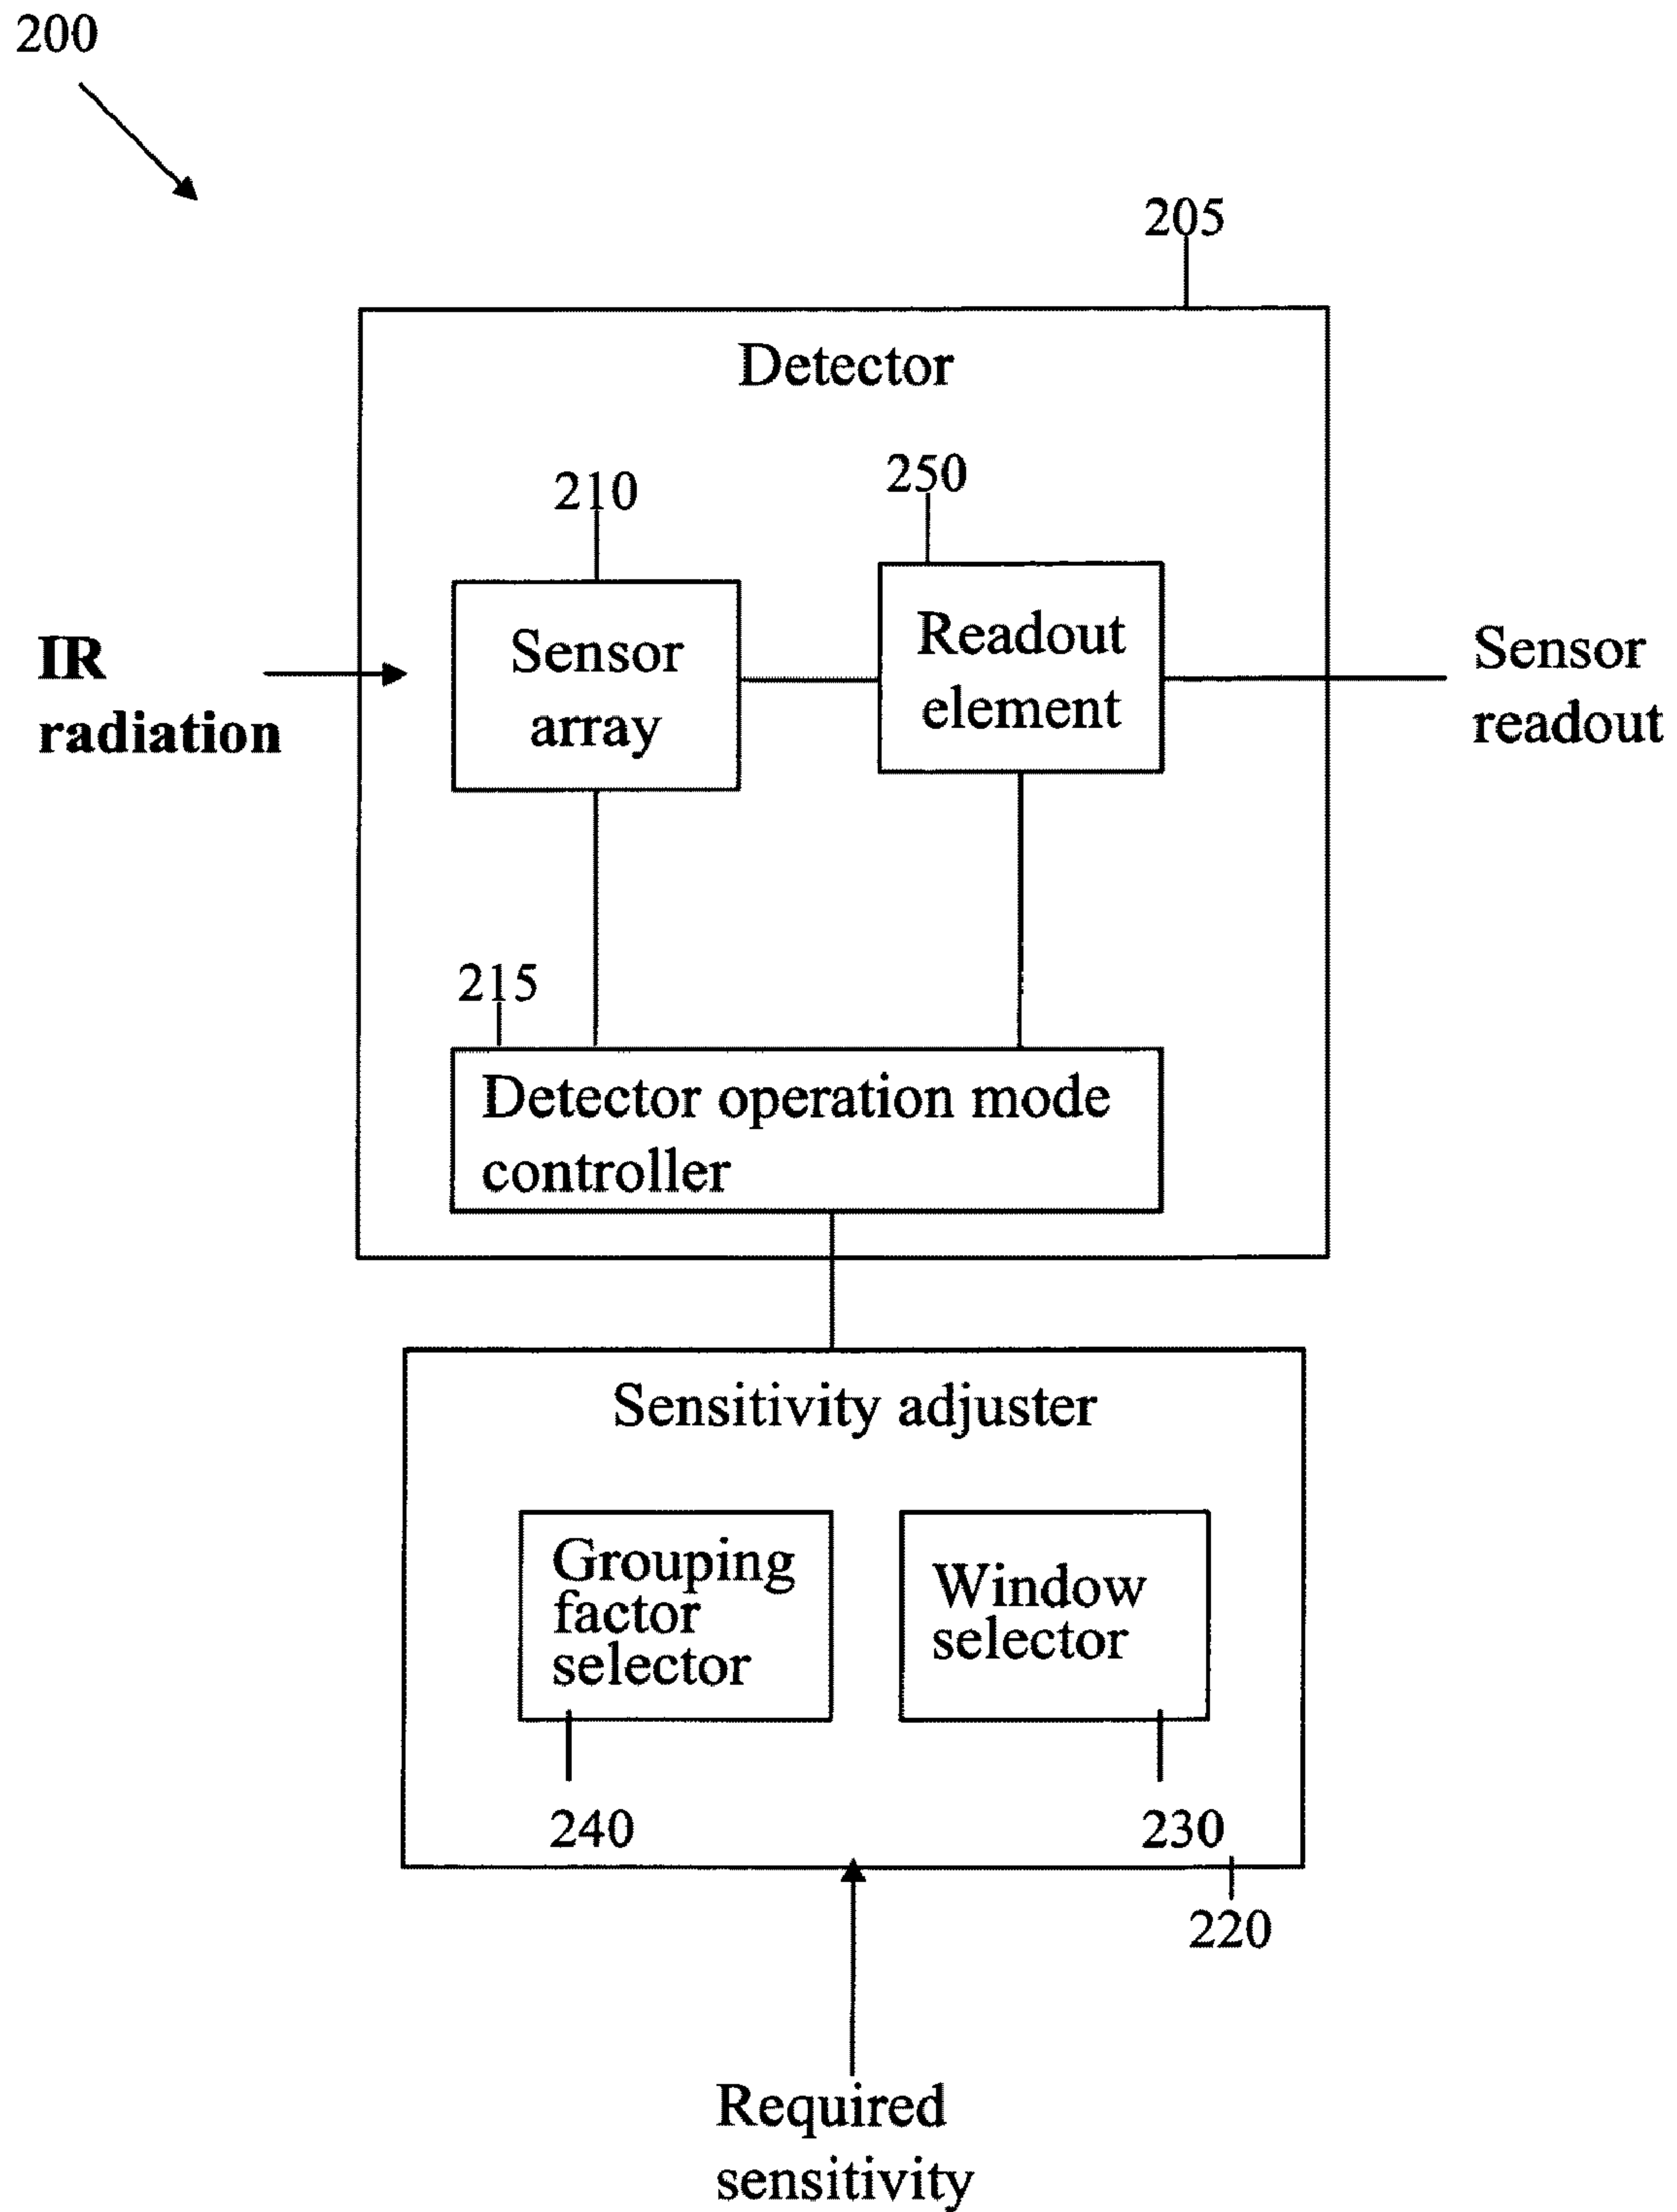 200
205
Detector
210
250
IR
radiation
Sensor
array
Readout
element
Sensor
readout
215
Detector operation mode
controller
Sensitivity adjuster
Grouping
factor
selector
Window
selector
240
230
220
Required
sensitivity